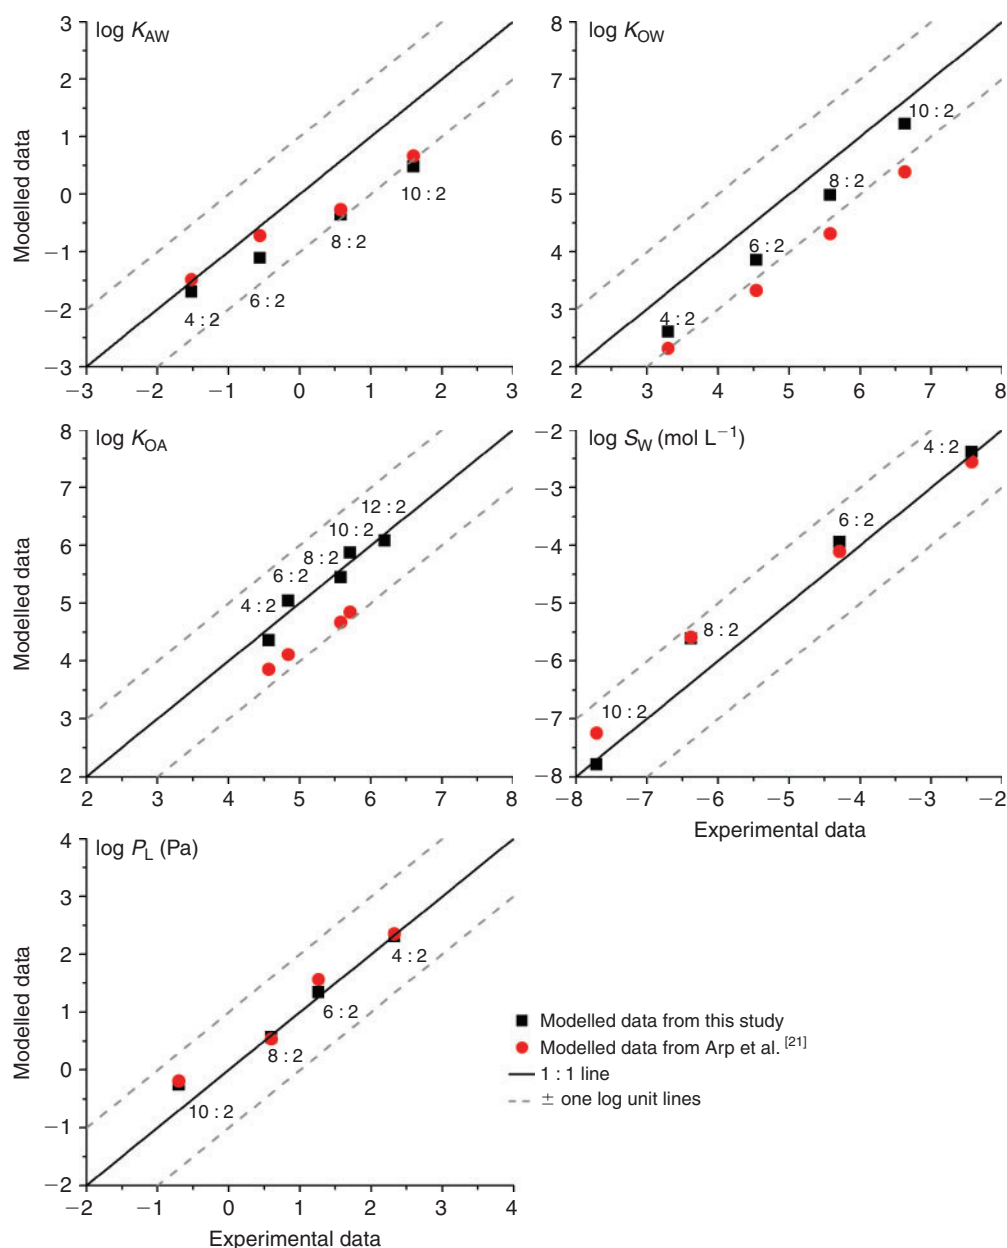 log K_AW
3
2
1
0
−1
−2
−3
Modelled data
4 : 2
6 : 2
8 : 2
10 : 2
−3 −2 −1 0 1 2 3
log K_OW
8
7
6
5
4
3
2
10 : 2
8 : 2
6 : 2
4 : 2
2 3 4 5 6 7 8
log K_OA
8
7
6
5
4
3
2
Modelled data
12 : 2
10 : 2
8 : 2
6 : 2
4 : 2
2 3 4 5 6 7 8
log S_W (mol L−1)
−2
−3
−4
−5
−6
−7
−8
4 : 2
6 : 2
8 : 2
10 : 2
−8 −7 −6 −5 −4 −3 −2
Experimental data
log P_L (Pa)
4
3
2
1
0
−1
−2
Modelled data
4 : 2
6 : 2
8 : 2
10 : 2
−2 −1 0 1 2 3 4
Experimental data
Modelled data from this study
Modelled data from Arp et al. [21]
1 : 1 line
± one log unit lines